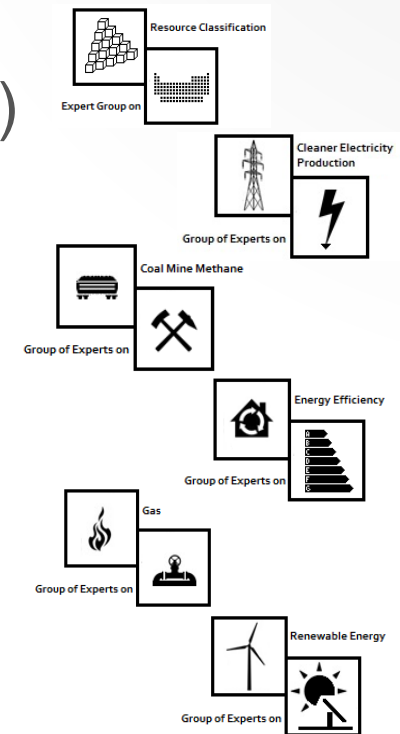 )
Resource Classification
Expert Group on
Cleaner Electricity
Production
Group of Experts on
Coal Mine Methane
Group of Experts on
Energy Efficiency
A
B
C
D
E
F
G
Group of Experts on
Gas
Group of Experts on
Renewable Energy
Group of Experts on